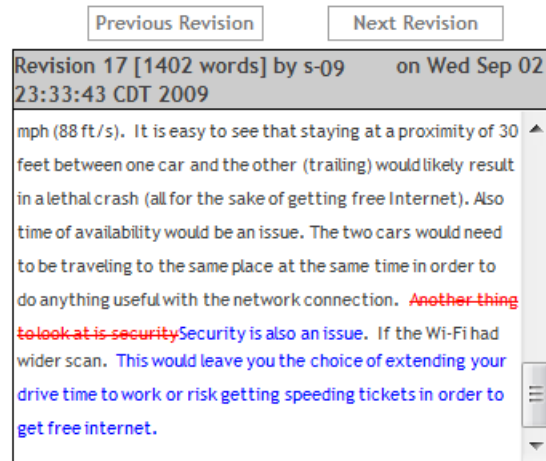 Previous Revision Next Revision
Revision 17 [1402 words] by s-09 on Wed Sep 02
23:33:43 CDT 2009
mph (88 ft/s). It is easy to see that staying at a proximity of 30
feet between one car and the other (trailing) would likely result
in a lethal crash (all for the sake of getting free Internet). Also
time of availability would be an issue. The two cars would need
to be traveling to the same place at the same time in order to
do anything useful with the network connection. Another thing
to look at is securitySecurity is also an issue. If the Wi-Fi had
wider scan. This would leave you the choice of extending your
drive time to work or risk getting speeding tickets in order to
get free internet.